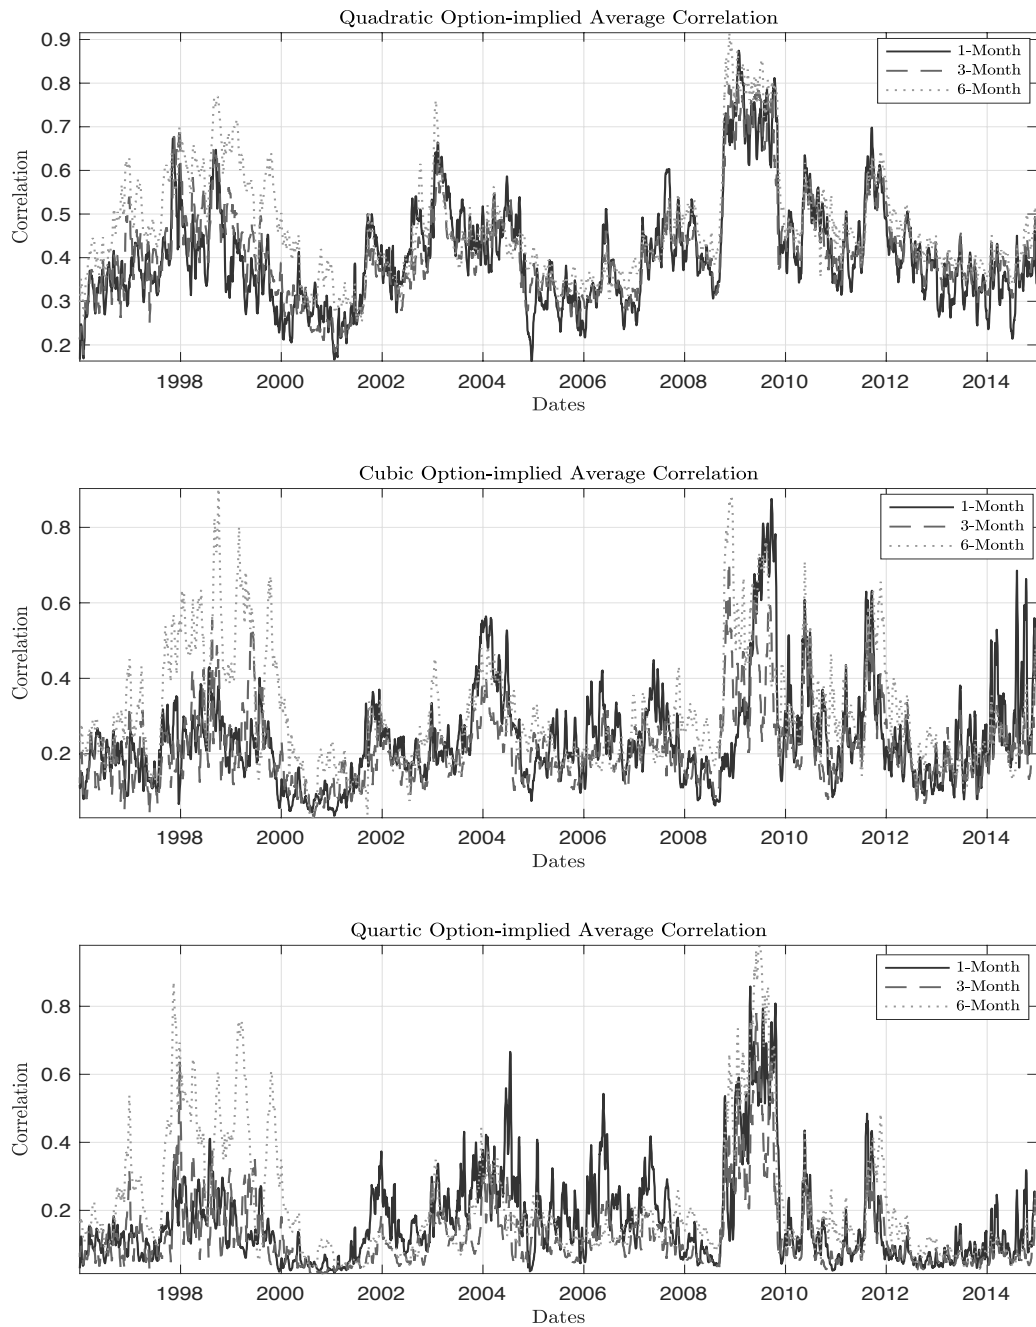 Quadratic Option-implied Average Correlation
0.9
0.8
0.7
0.6
0.5
0.4
0.3
0.2
Correlation
1-Month
3-Month
6-Month
1998 2000 2002 2004 2006 2008 2010 2012 2014
Dates
Cubic Option-implied Average Correlation
0.8
0.6
0.4
0.2
Correlation
1-Month
3-Month
6-Month
1998 2000 2002 2004 2006 2008 2010 2012 2014
Dates
Quartic Option-implied Average Correlation
0.8
0.6
0.4
0.2
Correlation
1-Month
3-Month
6-Month
1998 2000 2002 2004 2006 2008 2010 2012 2014
Dates